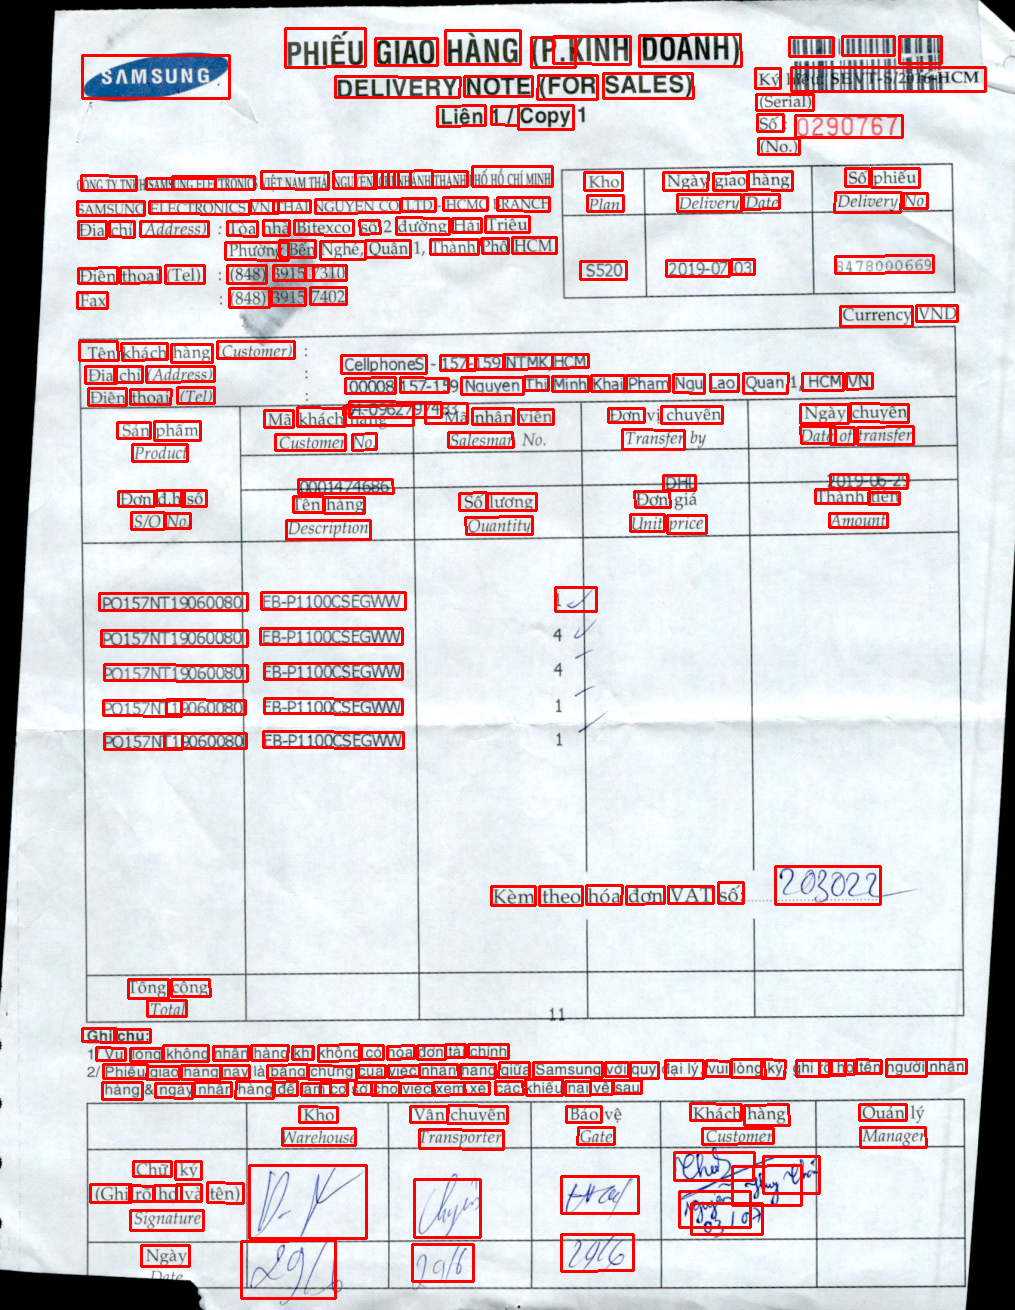 SAMSUNG
PHIẾU GIAO HÀNG (P.KINH DOANH)
DELIVERY NOTE (FOR SALES)
Liên 1 / Copy 1
Ký hiệu: SEVT-S/2016-HCM
(Serial)
Số : 0290767
(No.)
CÔNG TY TNHH SAMSUNG ELECTRONICS VIỆT NAM THÁI NGUYÊN CHI NHÁNH THÀNH PHỐ HỒ CHÍ MINH
SAMSUNG ELECTRONICS VN THAI NGUYEN CO LTD - HCMC BRANCH
Địa chỉ (Address) : Tòa nhà Bitexco số 2 đường Hải Triều
Phường Bến Nghé, Quận 1, Thành Phố HCM
Điện thoại (Tel) : (848) 3915 7310
Fax : (848) 3915 7402
Kho Ngày giao hàng Số phiếu
Plan Delivery Date Delivery No.
S520 2019-07-03 8478000669
Currency VND
Tên khách hàng (Customer) : CellphoneS - 157-159 NTMK,HCM
Địa chỉ (Address) : 00008 157-159 Nguyen Thi Minh Khai Pham Ngu Lao, Quan 1, HCM VN
Điện thoại (Tel) :
Sản phẩm Mã khách hàng Mã nhân viên Đơn vị chuyển Ngày chuyển
Product Customer No. Salesman No. Transfer by Date of transfer
0001474686 DHL 2019-06-29
Đơn đ.h số Tên hàng Số lượng Đơn giá Thành tiền
S/O No. Description Quantity Unit price Amount
PO157NT19060080 EB-P1100CSEGWW 1
PO157NT19060080 EB-P1100CSEGWW 4
PO157NT19060080 EB-P1100CSEGWW 4
PO157NT19060080 EB-P1100CSEGWW 1
PO157NT19060080 EB-P1100CSEGWW 1
Kèm theo hóa đơn VAT số: 203022
Tổng cộng
Total 11
Ghi chú:
1/ Vui lòng không nhận hàng khi không có hóa đơn tài chính
2/ Phiếu giao hàng này là bằng chứng của việc nhận hàng giữa Samsung với quý đại lý, vui lòng ký, ghi rõ họ tên người nhận
hàng & ngày nhận hàng để làm cơ sở cho việc xem xét các khiếu nại về sau
Kho Vận chuyển Bảo vệ Khách hàng Quản lý
Warehouse Transporter Gate Customer Manager
Chữ ký
(Ghi rõ họ và tên)
Signature
03/07
Ngày 29/6 29/6 29/6
Date